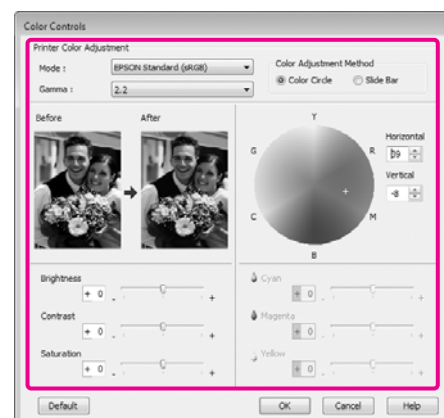 Color Controls
Printer Color Adjustment
Mode :
EPSON Standard (sRGB)
Gamma :
2.2
Color Adjustment Method
Color Circle
Slide Bar
Before
After
Y
G
R
C
M
B
Horizontal
39
Vertical
-8
Brightness
+ 0
- +
Contrast
+ 0
- +
Saturation
+ 0
- +
Cyan
+ 0
- +
Magenta
+ 0
- +
Yellow
+ 0
- +
Default
OK
Cancel
Help